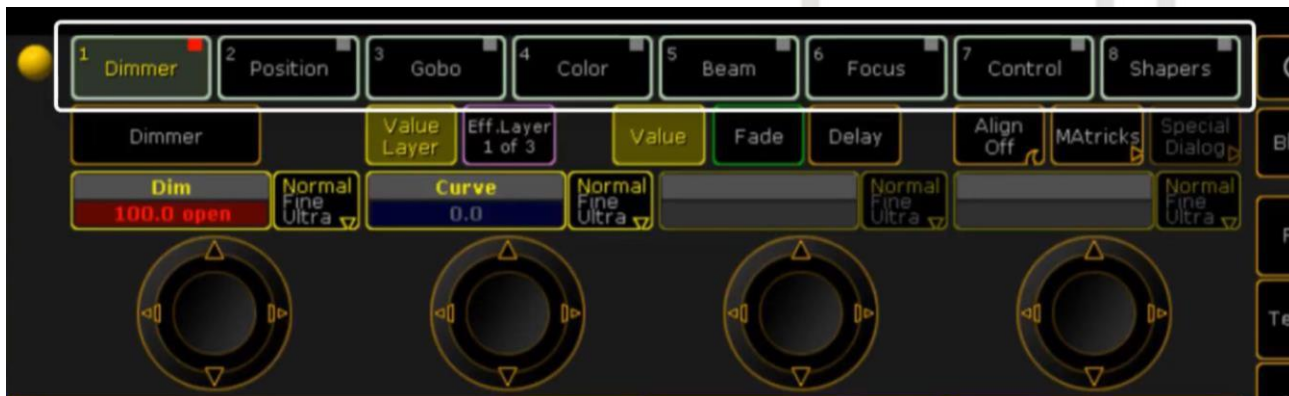 1 Dimmer 2 Position 3 Gobo 4 Color 5 Beam 6 Focus 7 Control 8 Shapers
Dimmer Value Layer Eff.Layer 1 of 3 Value Fade Delay Align Off MAtricks Special Dialog
Dim Normal Curve Normal Normal Normal
Fine Fine Fine Fine
100.0 open Ultra 0.0 Ultra Ultra Ultra